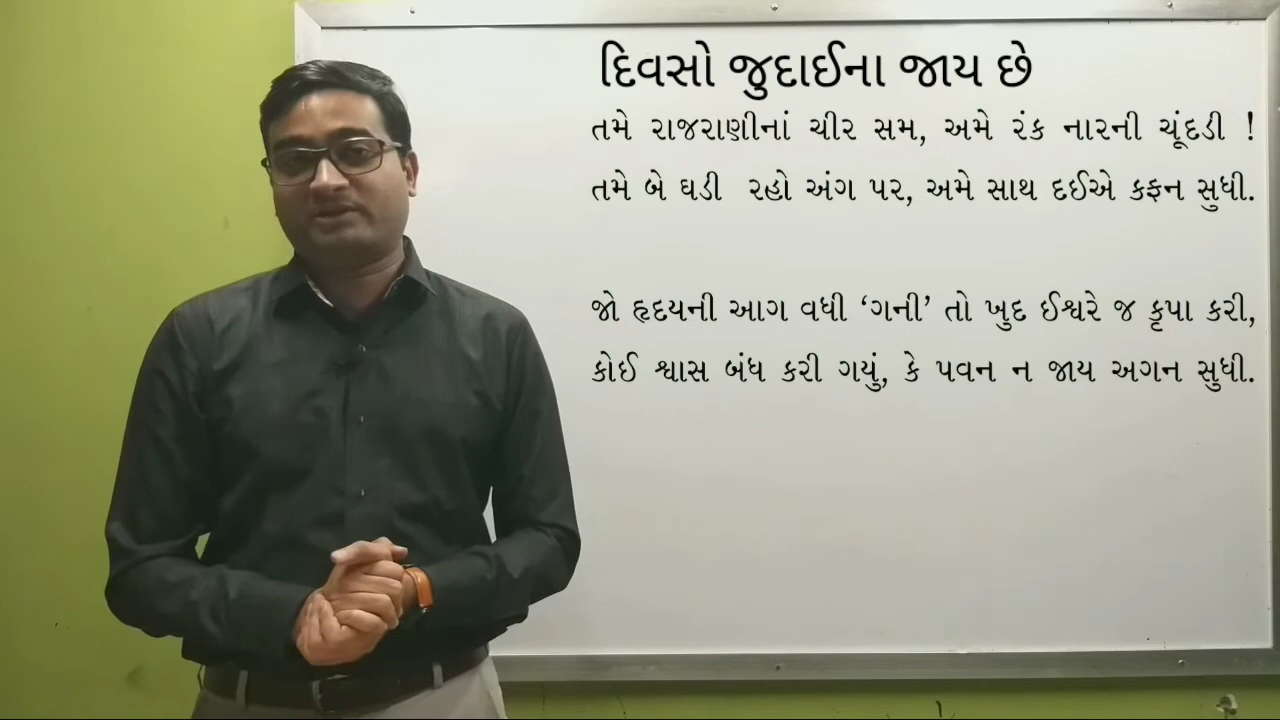 દિવસો જુદાઈના જાય છે
તમે રાજરાણીનાં ચીર સમ, અમે રંક નારની ચૂંદડી !
તમે બે ઘડી રહો અંગ પર, અમે સાથ દઈએ કફન સુધી.
જો હૃદયની આગ વધી ‘ગની’ તો ખુદ ઈશ્વરે જ કૃપા કરી,
કોઈ શ્વાસ બંધ કરી ગયું, કે પવન ન જાય અગન સુધી.